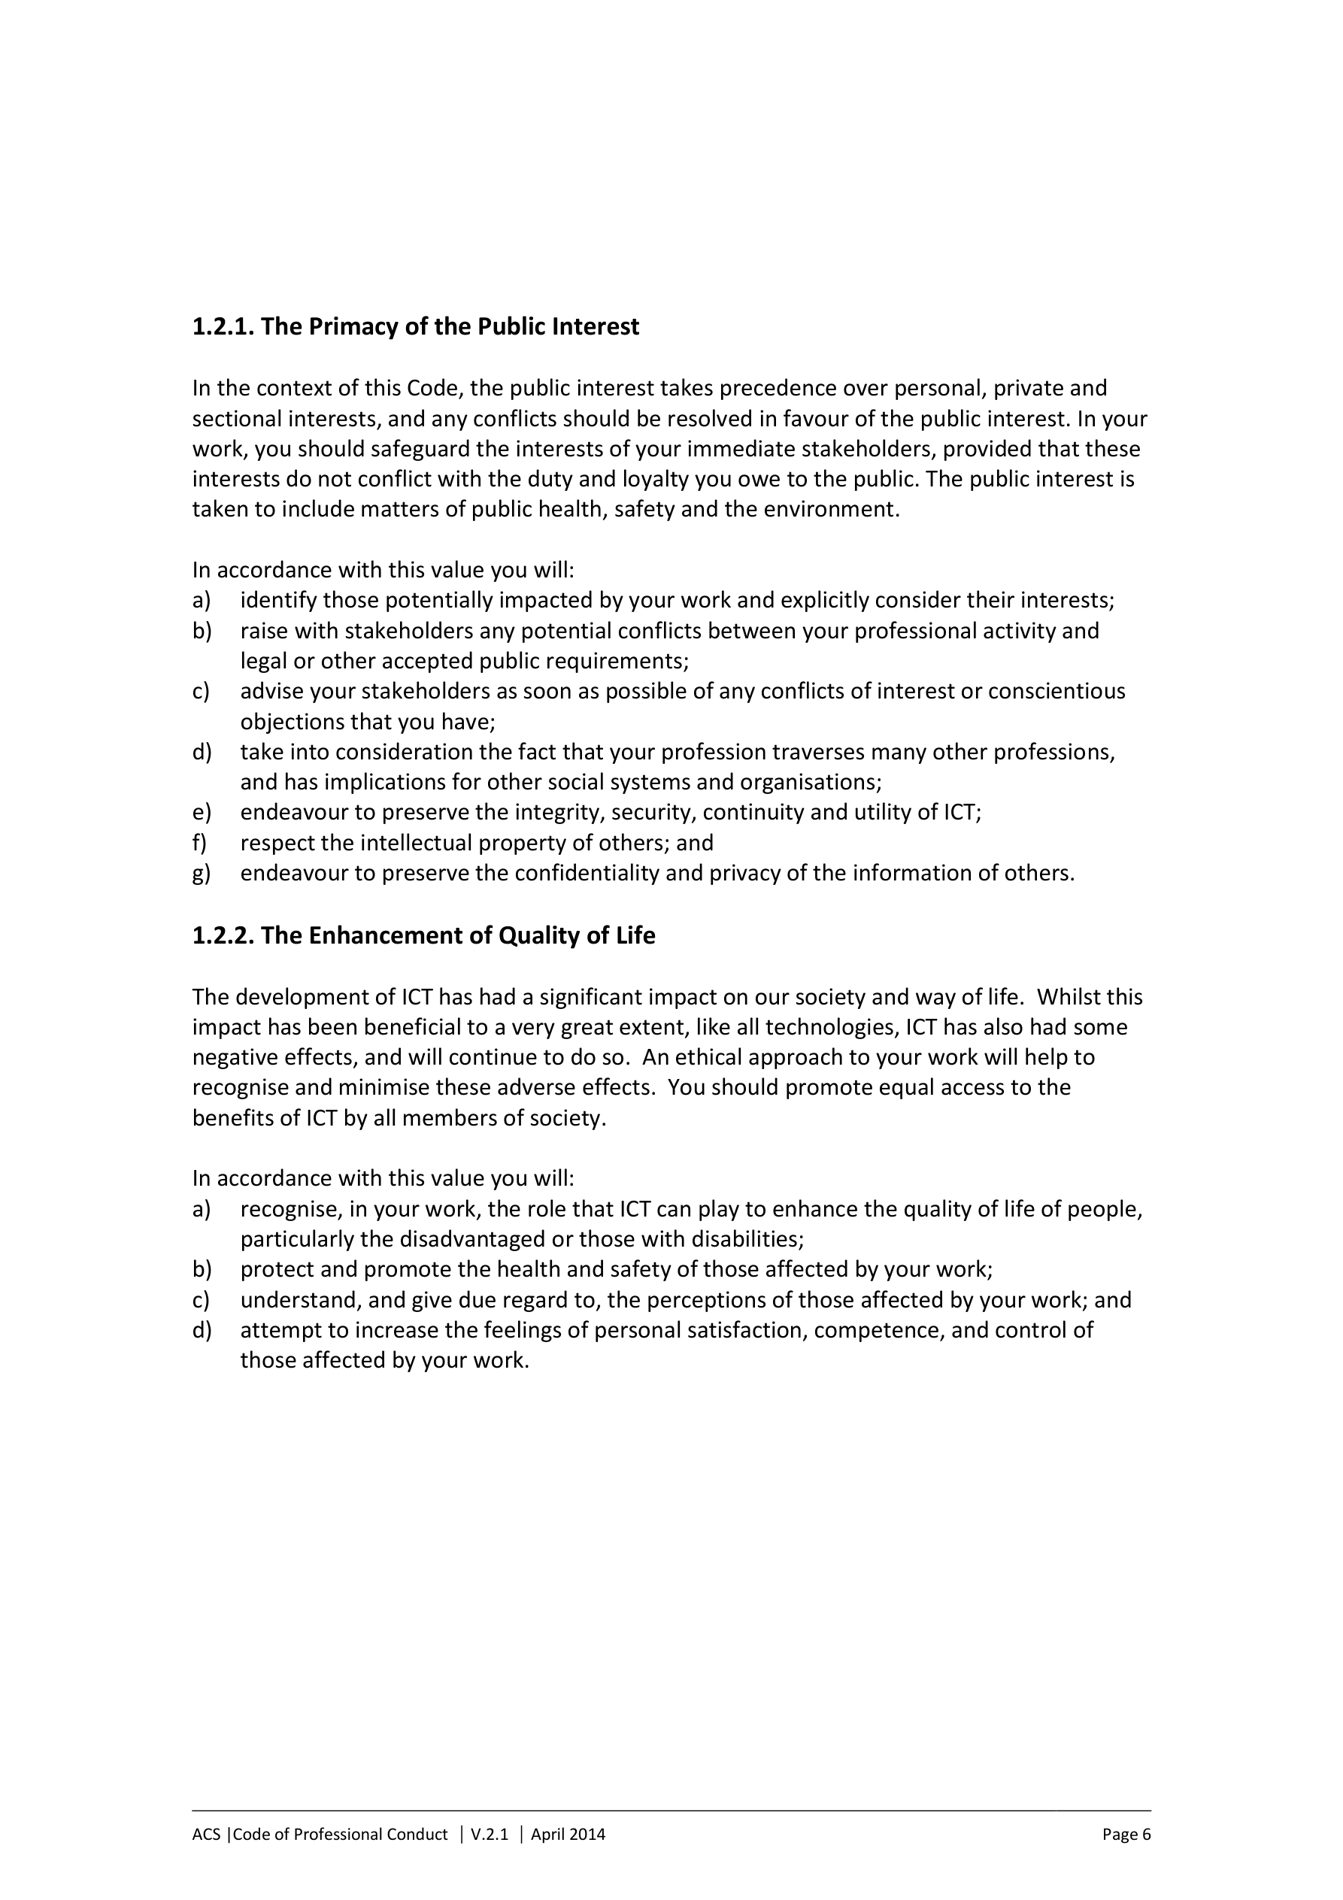 1.2.1. The Primacy of the Public Interest
In the context of this Code, the public interest takes precedence over personal, private and
sectional interests, and any conflicts should be resolved in favour of the public interest. In your
work, you should safeguard the interests of your immediate stakeholders, provided that these
interests do not conflict with the duty and loyalty you owe to the public. The public interest is
taken to include matters of public health, safety and the environment.
In accordance with this value you will:
a) identify those potentially impacted by your work and explicitly consider their interests;
b) raise with stakeholders any potential conflicts between your professional activity and
legal or other accepted public requirements;
c) advise your stakeholders as soon as possible of any conflicts of interest or conscientious
objections that you have;
d) take into consideration the fact that your profession traverses many other professions,
and has implications for other social systems and organisations;
e) endeavour to preserve the integrity, security, continuity and utility of ICT;
f) respect the intellectual property of others; and
g) endeavour to preserve the confidentiality and privacy of the information of others.
1.2.2. The Enhancement of Quality of Life
The development of ICT has had a significant impact on our society and way of life.  Whilst this
impact has been beneficial to a very great extent, like all technologies, ICT has also had some
negative effects, and will continue to do so.  An ethical approach to your work will help to
recognise and minimise these adverse effects.  You should promote equal access to the
benefits of ICT by all members of society.
In accordance with this value you will:
a) recognise, in your work, the role that ICT can play to enhance the quality of life of people,
particularly the disadvantaged or those with disabilities;
b) protect and promote the health and safety of those affected by your work;
c) understand, and give due regard to, the perceptions of those affected by your work; and
d) attempt to increase the feelings of personal satisfaction, competence, and control of
those affected by your work.
ACS |Code of Professional Conduct | V.2.1 | April 2014 Page 6